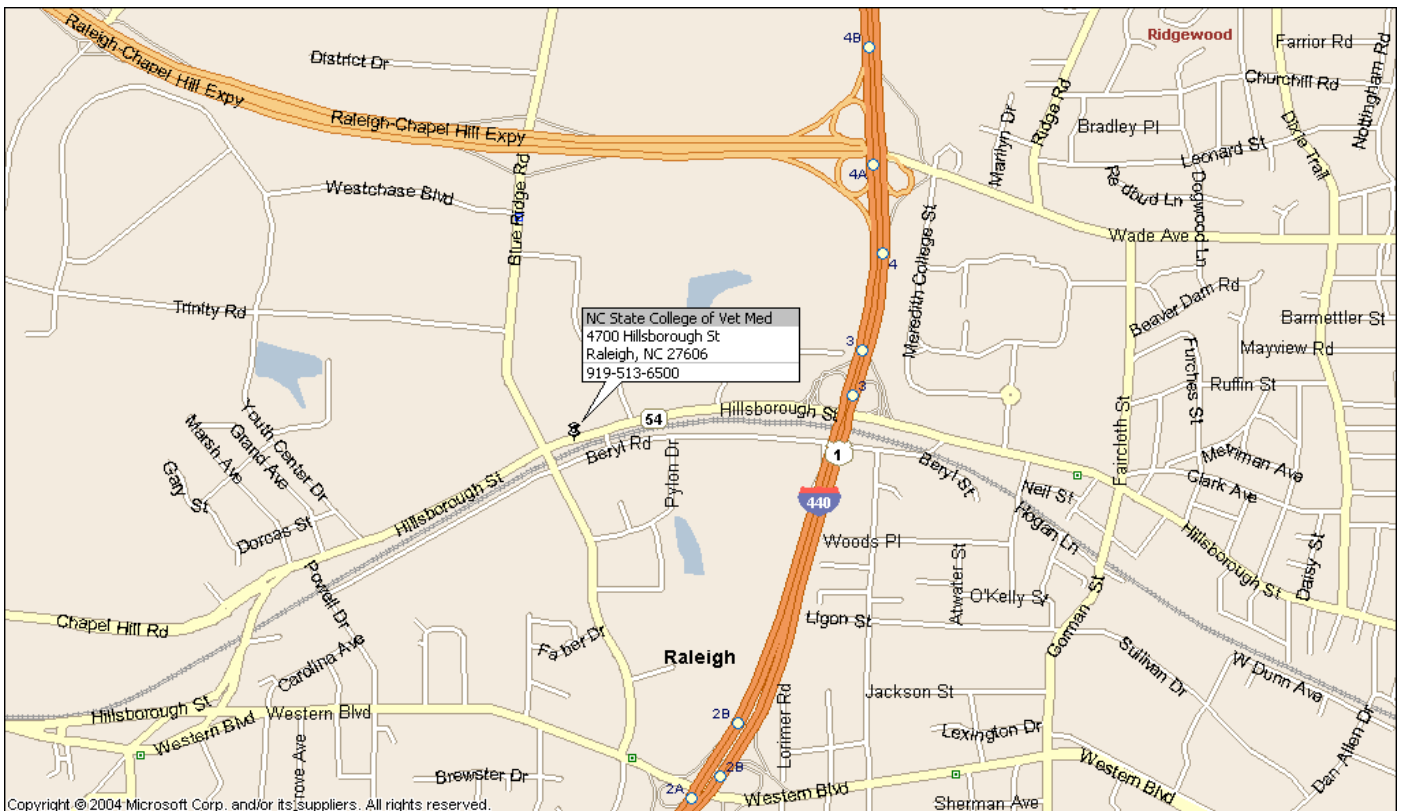 4B
Ridgewood
Farrior Rd
Nottingham Rd
Raleigh-Chapel Hill Expy
District Dr
Churchill Rd
Ridge Rd
Marilyn Dr
Bradley Pl
Dixie Trail
Raleigh-Chapel Hill Expy
Leonard St
4A
Westchase Blvd
Redbud Ln
Dogwood Ln
Blue Ridge Rd
Wade Ave
4
Meredith College St
Beaver Dam Rd
Trinity Rd
NC State College of Vet Med
4700 Hillsborough St
Raleigh, NC 27606
919-513-6500
Barmettler St
3
Mayview Rd
Furches St
3
Ruffin St
Hillsborough St
54
Youth Center Dr
Grand Ave
Marsh Ave
Faircloth St
Beryl Rd
1
Merriman Ave
Gary St
Pylon Dr
Beryl St
Clark Ave
Neil St
440
Hillsborough St
Hogan Ln
Dorcas St
Woods Pl
Hillsborough St
Daisy St
Atwater St
O'Kelly St
Powell Dr
Gorman St
Chapel Hill Rd
Ligon St
Faber Dr
Raleigh
Sullivan Dr
W Dunn Ave
Carolina Ave
Jackson St
Lorimer Rd
Hillsborough St
Western Blvd
2B
Dan Allen Dr
Western Blvd
Lexington Dr
rove Ave
Brewster Dr
2B
Western Blvd
2A
Western Blvd
Sherman Ave
Copyright © 2004 Microsoft Corp. and/or its suppliers. All rights reserved.